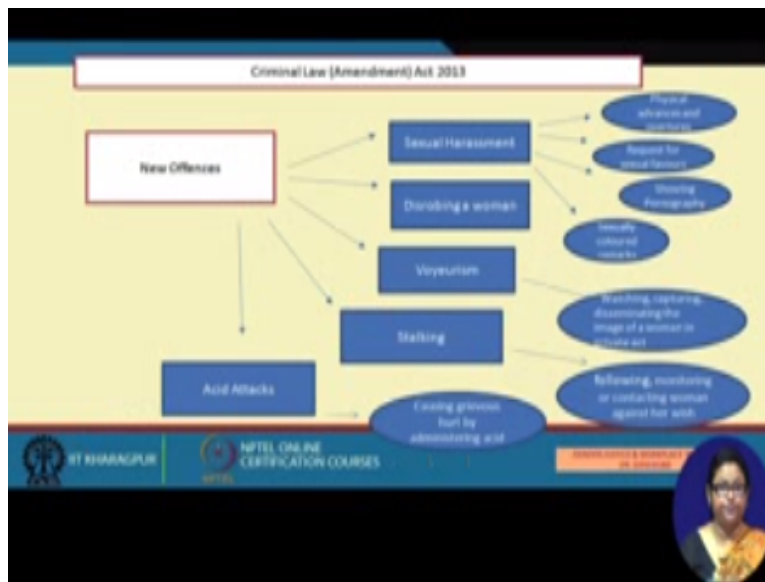 Criminal Law (Amendment) Act 2013
New Offences
Sexual Harassment
Physical
advances and
Request for
sexual favours
Showing
Pornography
Sexually
coloured
remarks
Disrobing a woman
Voyeurism
Watching, capturing,
disseminating the
image of a woman in
private act
Stalking
Following, monitoring
or contacting woman
against her wish
Acid Attacks
Causing grievous
hurt by
administering acid
IIT KHARAGPUR
NPTEL
NPTEL ONLINE
CERTIFICATION COURSES